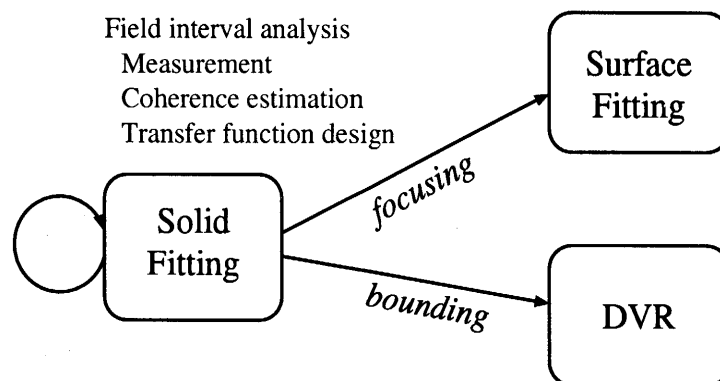 Field interval analysis
Measurement
Coherence estimation
Transfer function design
Surface
Fitting
focusing
Solid
Fitting
bounding
DVR